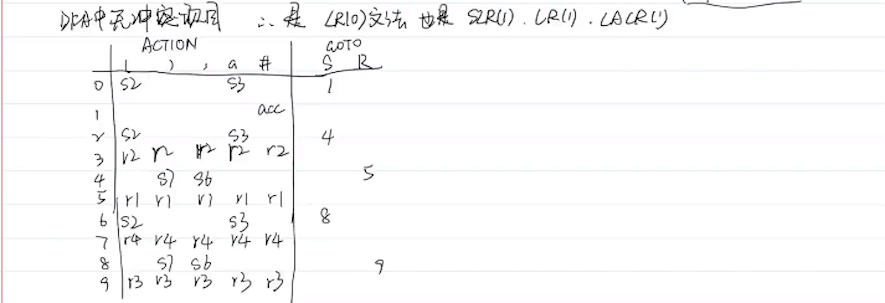 DFA中无冲突项目 ∴ 是 LR(0)文法 也是 SLR(1). LR(1). LALR(1)
ACTION GOTO
( ) , a # S R
0 S2 S3 1
1 acc
2 S2 S3 4
3 r2 r2 r2 r2 r2
4 S7 S6 5
5 r1 r1 r1 r1 r1
6 S2 S3 8
7 r4 r4 r4 r4 r4
8 S7 S6 9
9 r3 r3 r3 r3 r3